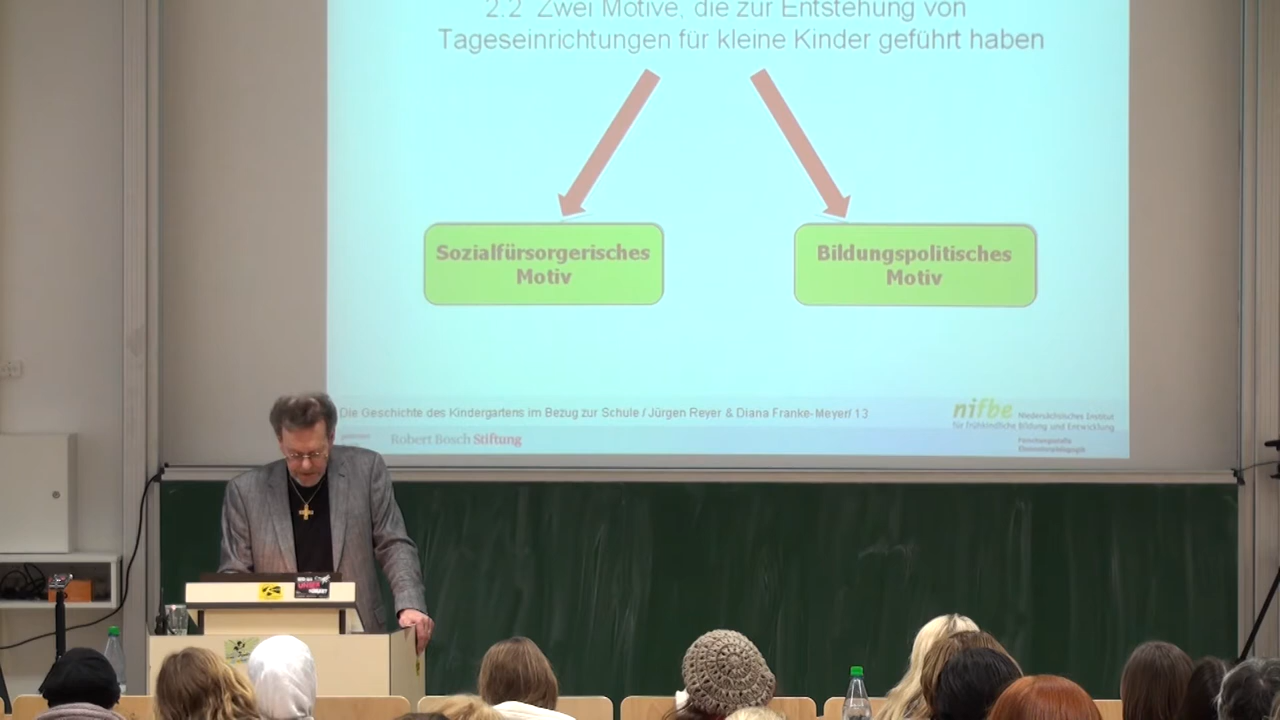 2.2 Zwei Motive, die zur Entstehung von
Tageseinrichtungen für kleine Kinder geführt haben
Sozialfürsorgerisches
Motiv
Bildungspolitisches
Motiv
Die Geschichte des Kindergartens im Bezug zur Schule / Jürgen Reyer & Diana Franke-Meyer/ 13
Robert Bosch Stiftung
nifbe Niedersächsisches Institut
für frühkindliche Bildung und Entwicklung
Forschungsstelle
Elementarpädagogik